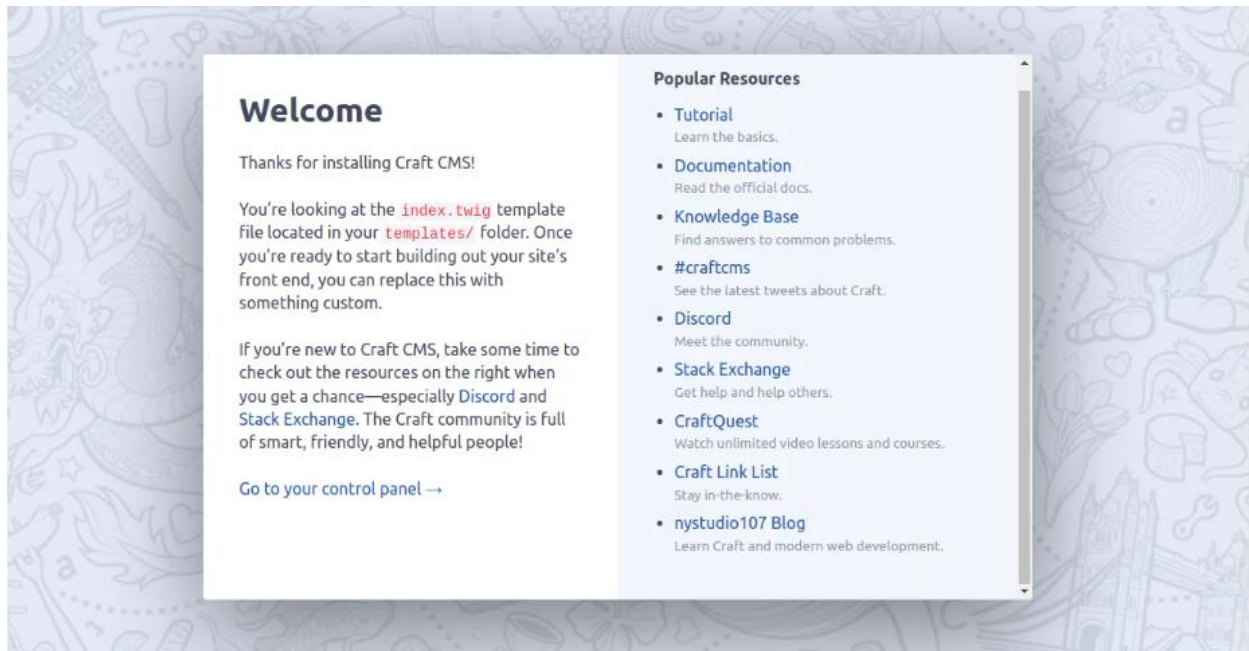 Welcome
Thanks for installing Craft CMS!
You’re looking at the index.twig template
file located in your templates/ folder. Once
you’re ready to start building out your site’s
front end, you can replace this with
something custom.
If you’re new to Craft CMS, take some time to
check out the resources on the right when
you get a chance—especially Discord and
Stack Exchange. The Craft community is full
of smart, friendly, and helpful people!
Go to your control panel →
Popular Resources
• Tutorial
Learn the basics.
• Documentation
Read the official docs.
• Knowledge Base
Find answers to common problems.
• #craftcms
See the latest tweets about Craft.
• Discord
Meet the community.
• Stack Exchange
Get help and help others.
• CraftQuest
Watch unlimited video lessons and courses.
• Craft Link List
Stay in-the-know.
• nystudio107 Blog
Learn Craft and modern web development.